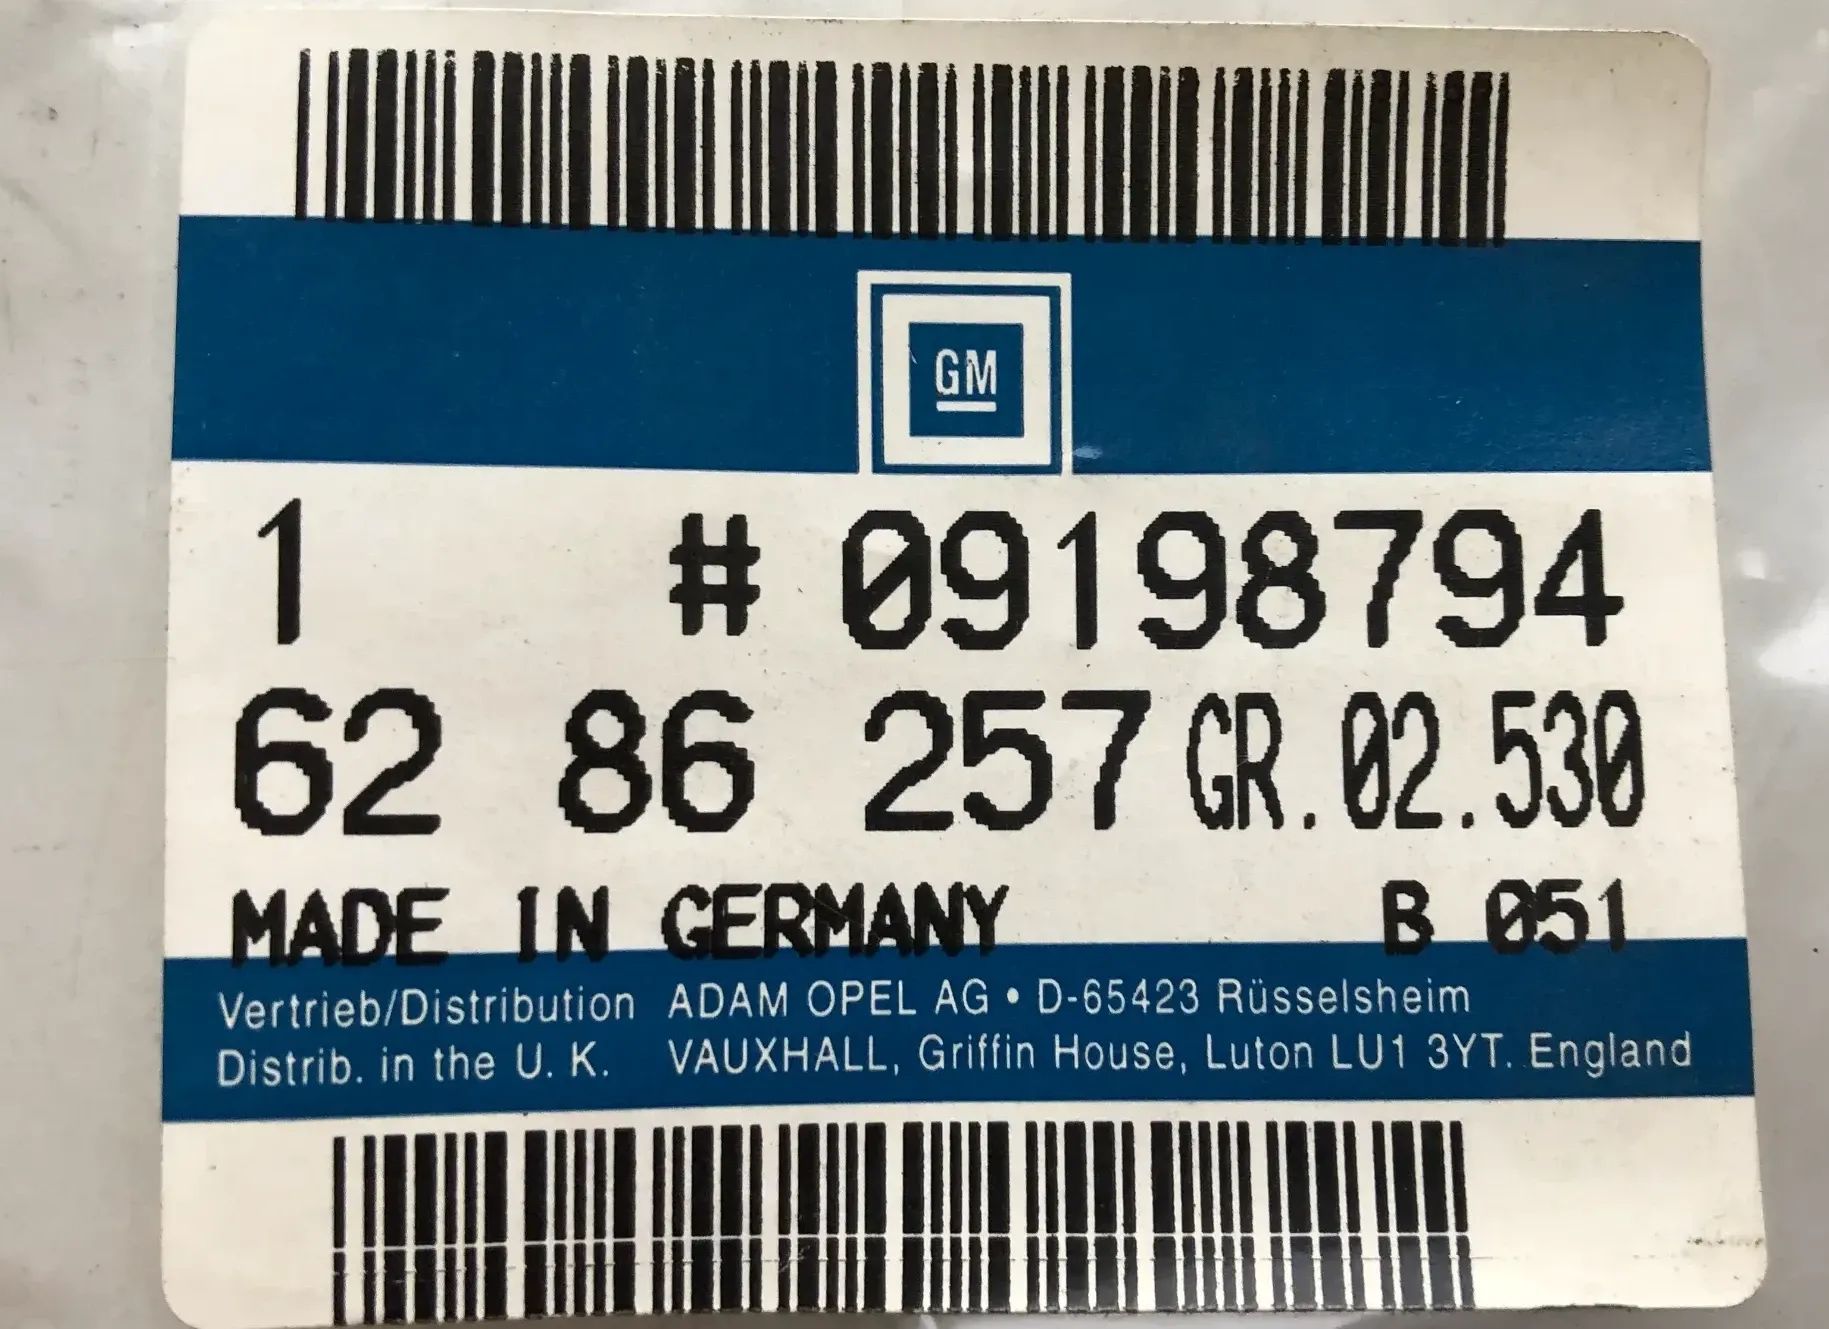 GM
1 # 09198794
62 86 257 GR. 02.530
MADE IN GERMANY B 051
Vertrieb/Distribution ADAM OPEL AG • D-65423 Rüsselsheim
Distrib. in the U. K. VAUXHALL, Griffin House, Luton LU1 3YT. England